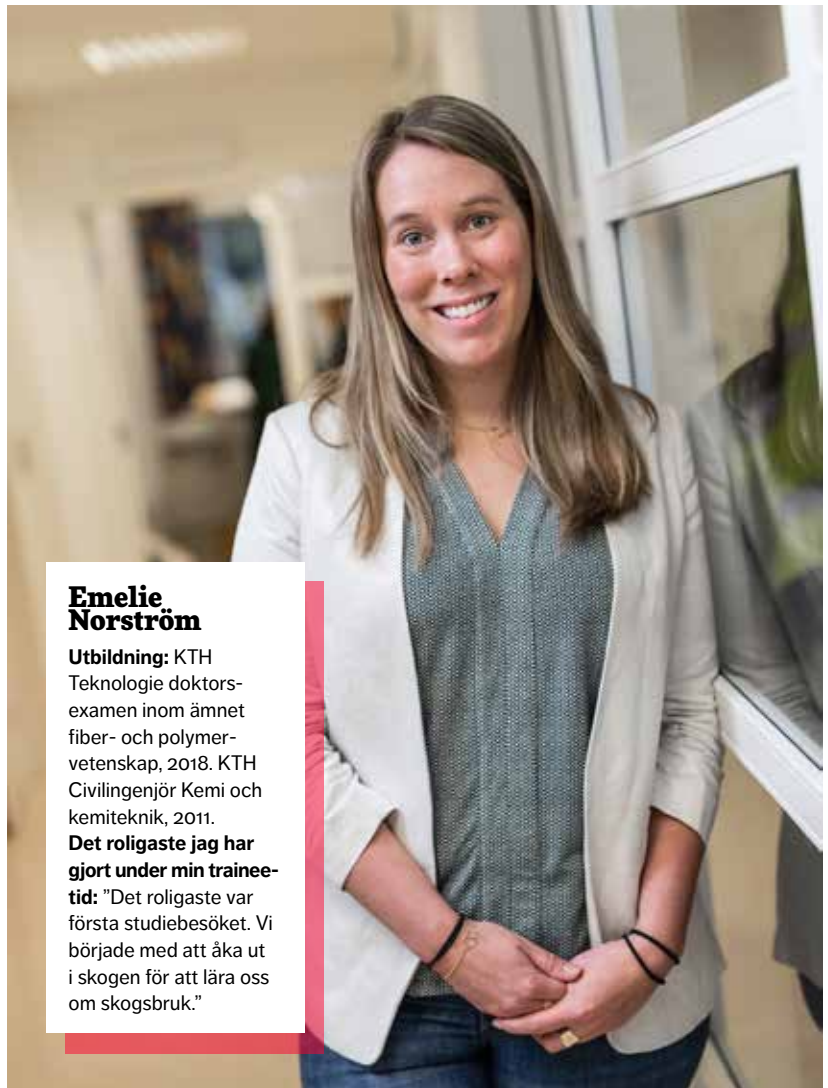 Emelie
Norström
Utbildning: KTH
Teknologie doktors-
examen inom ämnet
fiber- och polymer-
vetenskap, 2018. KTH
Civilingenjör Kemi och
kemiteknik, 2011.
Det roligaste jag har
gjort under min trainee-
tid: ”Det roligaste var
första studiebesöket. Vi
började med att åka ut
i skogen för att lära oss
om skogsbruk.”